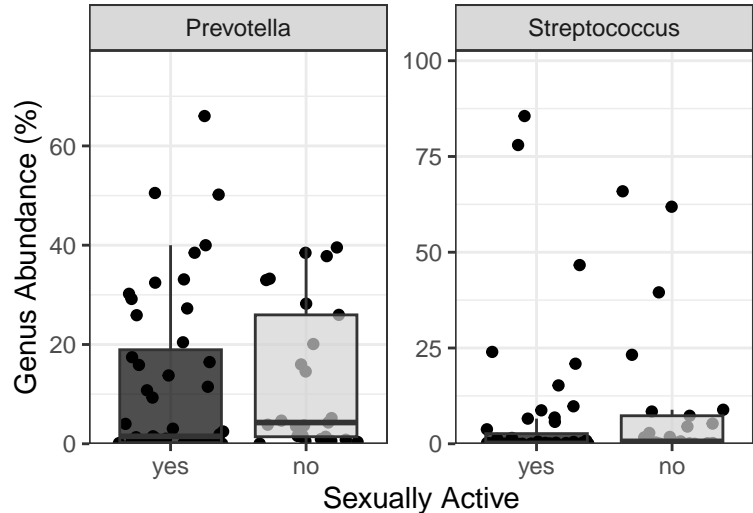 Prevotella
Streptococcus
Genus Abundance (%)
60
40
20
0
100
75
50
25
0
yes
no
yes
no
Sexually Active